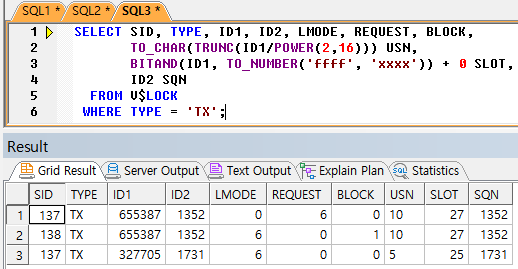 SQL1 * SQL2 * SQL3 *
1 SELECT SID, TYPE, ID1, ID2, LMODE, REQUEST, BLOCK,
2 TO_CHAR(TRUNC(ID1/POWER(2,16))) USN,
3 BITAND(ID1, TO_NUMBER('ffff', 'xxxx')) + 0 SLOT,
4 ID2 SQN
5 FROM V$LOCK
6 WHERE TYPE = 'TX';
Result
Grid Result Server Output Text Output Explain Plan SQL Statistics
SID TYPE ID1 ID2 LMODE REQUEST BLOCK USN SLOT SQN
1 137 TX 655387 1352 0 6 0 10 27 1352
2 138 TX 655387 1352 6 0 1 10 27 1352
3 137 TX 327705 1731 6 0 0 5 25 1731